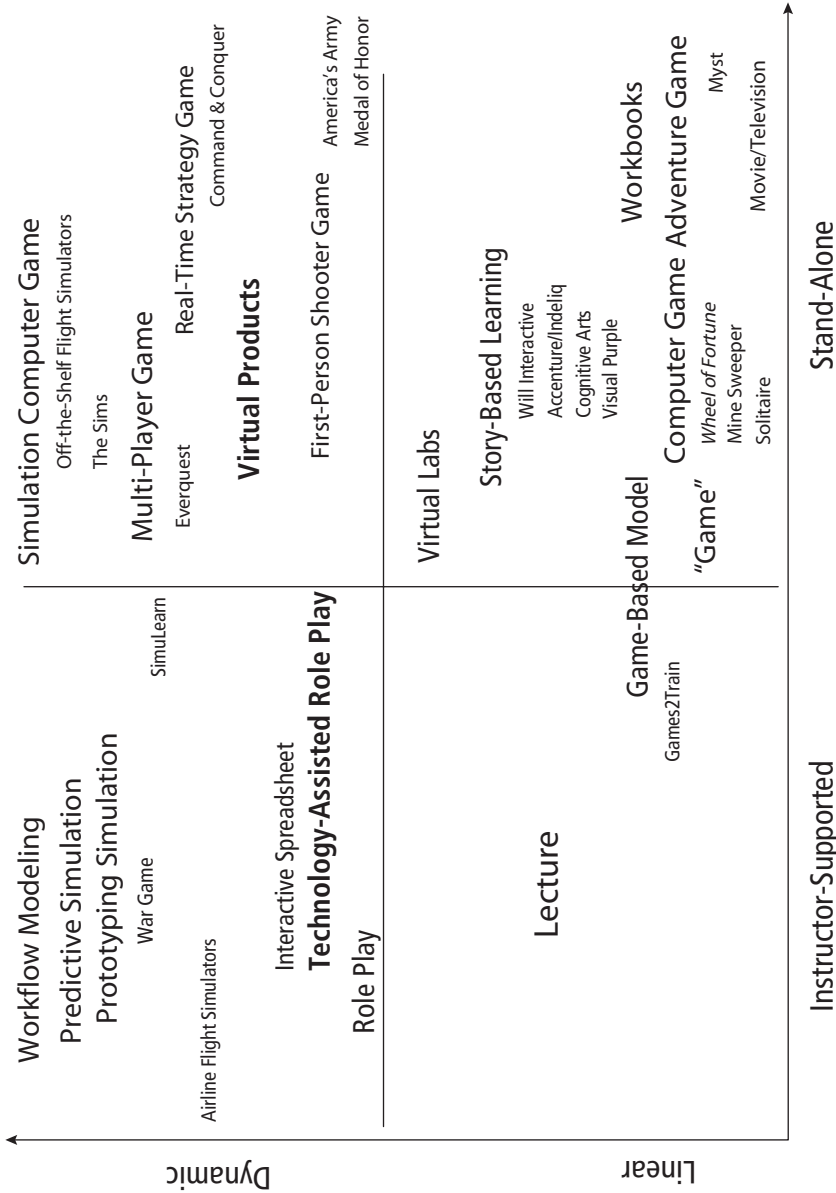 Dynamic
Linear
Workflow Modeling
Predictive Simulation
Prototyping Simulation
War Game
SimuLearn
Airline Flight Simulators
Interactive Spreadsheet
Technology-Assisted Role Play
Role Play
Simulation Computer Game
Off-the-Shelf Flight Simulators
The Sims
Multi-Player Game
Everquest
Real-Time Strategy Game
Command & Conquer
Virtual Products
First-Person Shooter Game
America's Army
Medal of Honor
Lecture
Game-Based Model
Games2Train
Virtual Labs
Story-Based Learning
Will Interactive
Accenture/Indeliq
Cognitive Arts
Visual Purple
Workbooks
"Game"
Computer Game
Wheel of Fortune
Mine Sweeper
Solitaire
Adventure Game
Myst
Movie/Television
Instructor-Supported
Stand-Alone